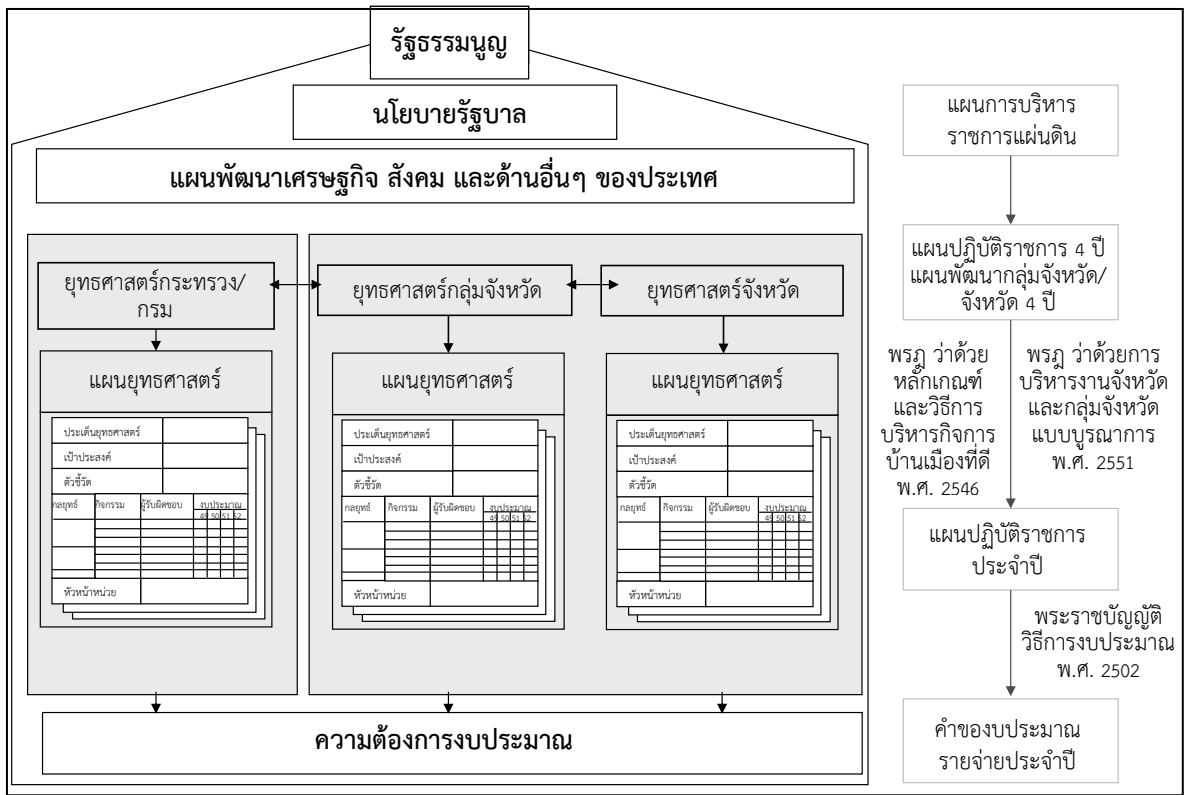 รัฐธรรมนูญ
นโยบายรัฐบาล
แผนพัฒนาเศรษฐกิจ สังคม และด้านอื่นๆ ของประเทศ
ยุทธศาสตร์กระทรวง/
กรม
แผนยุทธศาสตร์
ประเด็นยุทธศาสตร์
เป้าประสงค์
ตัวชี้วัด
กลยุทธ์ กิจกรรม ผู้รับผิดชอบ งบประมาณ
49 50 51 52
หัวหน้าหน่วย
ยุทธศาสตร์กลุ่มจังหวัด
แผนยุทธศาสตร์
ประเด็นยุทธศาสตร์
เป้าประสงค์
ตัวชี้วัด
กลยุทธ์ กิจกรรม ผู้รับผิดชอบ งบประมาณ
49 50 51 52
หัวหน้าหน่วย
ยุทธศาสตร์จังหวัด
แผนยุทธศาสตร์
ประเด็นยุทธศาสตร์
เป้าประสงค์
ตัวชี้วัด
กลยุทธ์ กิจกรรม ผู้รับผิดชอบ งบประมาณ
49 50 51 52
หัวหน้าหน่วย
ความต้องการงบประมาณ
แผนการบริหาร
ราชการแผ่นดิน
แผนปฏิบัติราชการ 4 ปี
แผนพัฒนากลุ่มจังหวัด/
จังหวัด 4 ปี
พรฎ ว่าด้วย
หลักเกณฑ์
และวิธีการ
บริหารกิจการ
บ้านเมืองที่ดี
พ.ศ. 2546
พรฎ ว่าด้วยการ
บริหารงานจังหวัด
และกลุ่มจังหวัด
แบบบูรณาการ
พ.ศ. 2551
แผนปฏิบัติราชการ
ประจำปี
พระราชบัญญัติ
วิธีการงบประมาณ
พ.ศ. 2502
คำของบประมาณ
รายจ่ายประจำปี